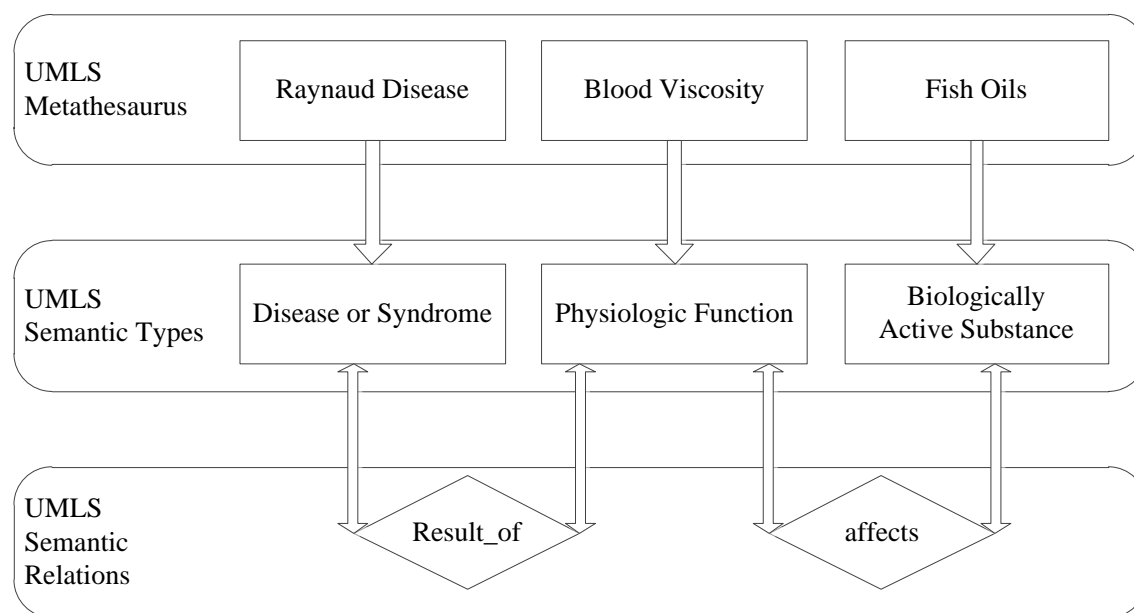 UMLS
Metathesaurus
Raynaud Disease
Blood Viscosity
Fish Oils
UMLS
Semantic Types
Disease or Syndrome
Physiologic Function
Biologically
Active Substance
UMLS
Semantic
Relations
Result_of
affects